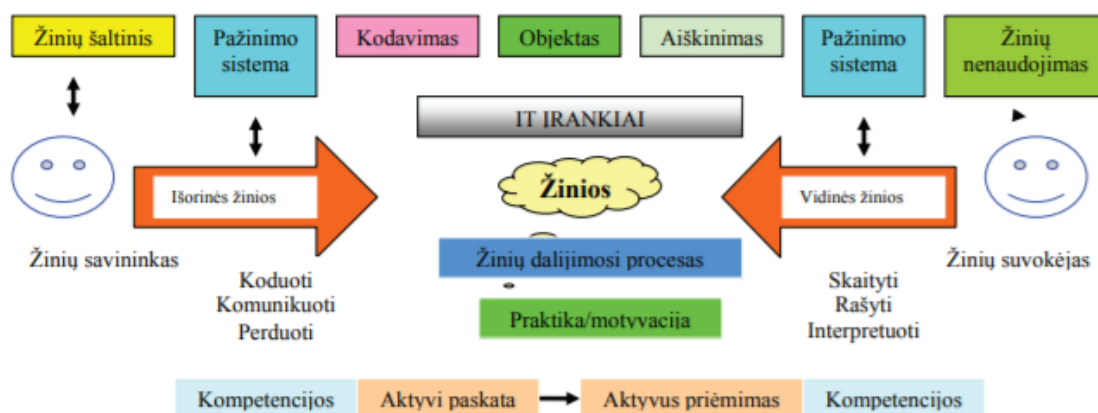 Žinių šaltinis
Pažinimo
sistema
Kodavimas
Objektas
Aiškinimas
Pažinimo
sistema
Žinių
nenaudojimas
IT ĮRANKIAI
Išorinės žinios
Žinios
Vidinės žinios
Žinių savininkas
Žinių dalijimosi procesas
Žinių suvokėjas
Koduoti
Komunikuoti
Perduoti
Skaityti
Rašyti
Interpretuoti
Praktika/motyvacija
Kompetencijos
Aktyvi paskata
Aktyvus priėmimas
Kompetencijos